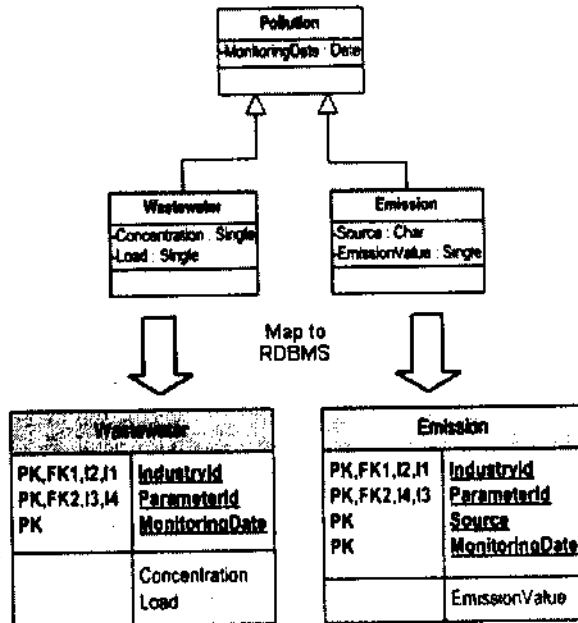 Pollution
-MonitoringDate : Date
Wastewater
-Concentration : Single
-Load : Single
Emission
-Source : Char
-EmissionValue : Single
Map to
RDBMS
Wastewater
PK,FK1,I2,I1 IndustryId
PK,FK2,I3,I4 ParameterId
PK MonitoringDate
Concentration
Load
Emission
PK,FK1,I2,I1 IndustryId
PK,FK2,I4,I3 ParameterId
PK Source
PK MonitoringDate
EmissionValue